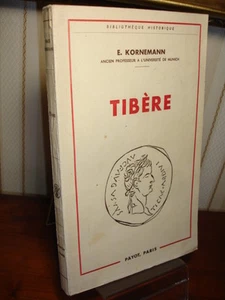 BIBLIOTHÈQUE HISTORIQUE
E. KORNEMANN
ANCIEN PROFESSEUR A L'UNIVERSITÉ DE MUNICH
TIBÈRE
PAYOT, PARIS